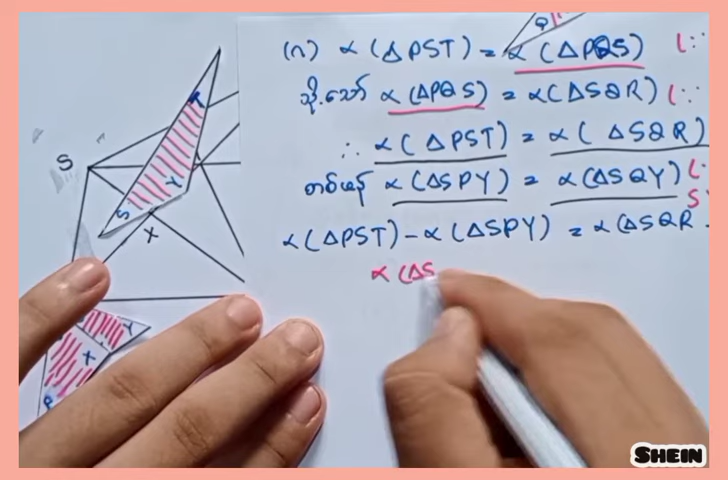 (က) α(ΔPST) = α(ΔPQS) (∵
သို့သော် α(ΔPQS) = α(ΔSQR) (∵
∴ α(ΔPST) = α(ΔSQR)
တစ်ဖန် α(ΔSPY) = α(ΔSQY) (∵
α(ΔPST) - α(ΔSPY) = α(ΔSQR -
α(ΔS
S
T
Y
S
X
Y
X
P
Q
SHEIN